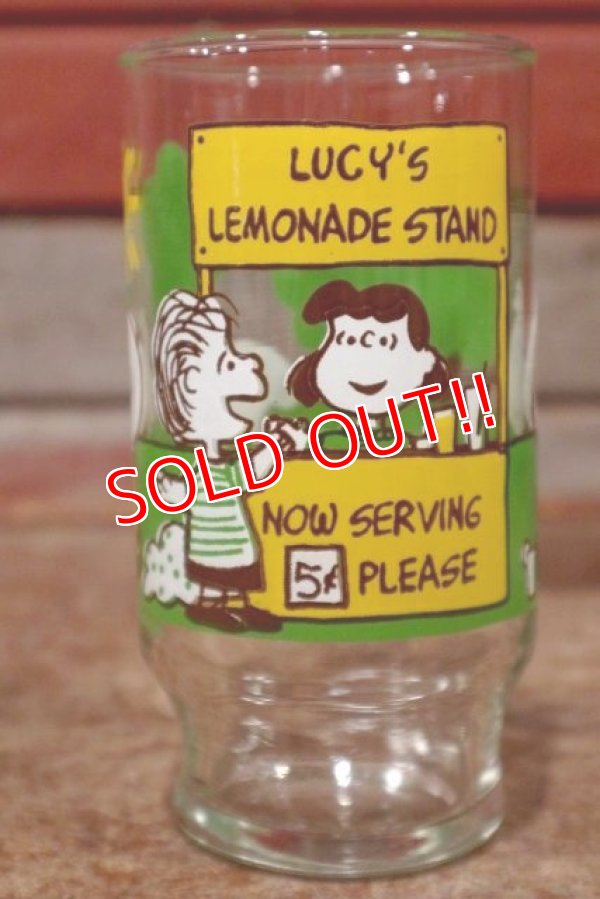 LUCY'S
LEMONADE STAND
SOLD OUT!!
NOW SERVING
5¢ PLEASE